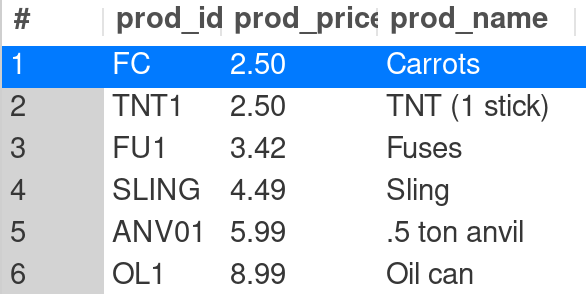 # prod_id prod_price prod_name
1 FC 2.50 Carrots
2 TNT1 2.50 TNT (1 stick)
3 FU1 3.42 Fuses
4 SLING 4.49 Sling
5 ANV01 5.99 .5 ton anvil
6 OL1 8.99 Oil can